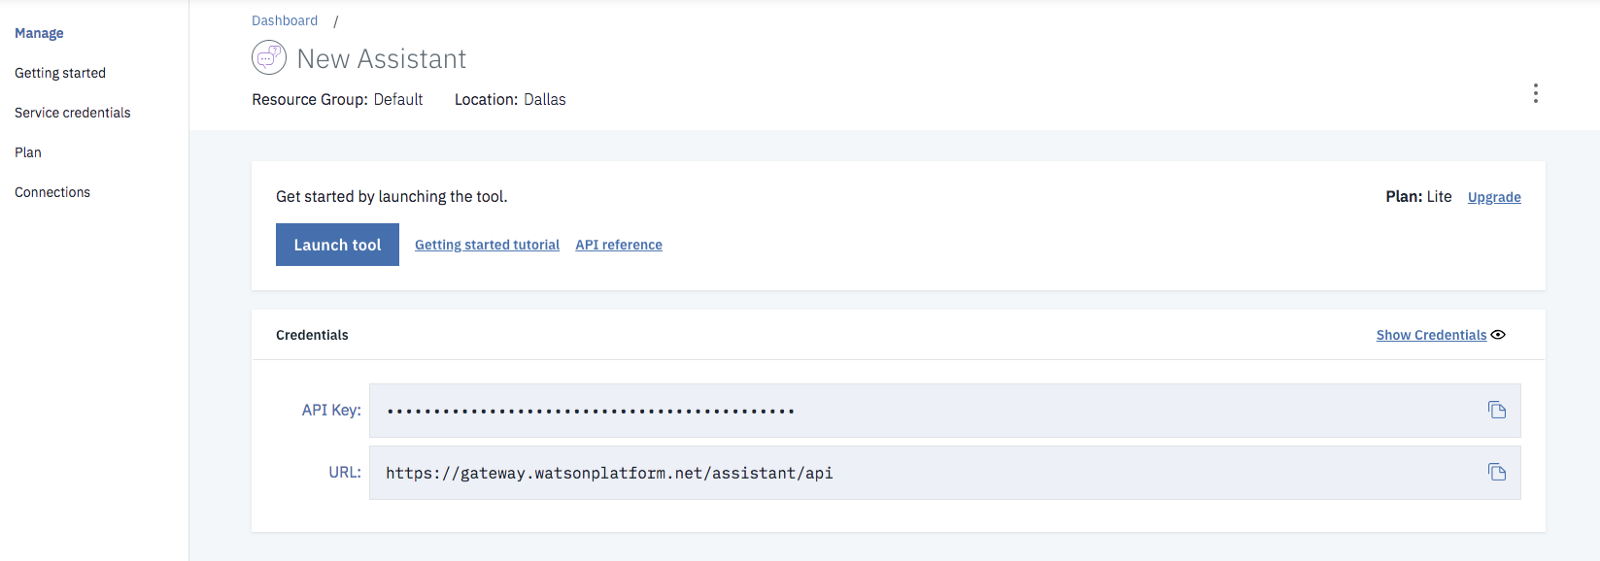 Manage
Getting started
Service credentials
Plan
Connections
Dashboard /
New Assistant
Resource Group: Default Location: Dallas
Get started by launching the tool.
Plan: Lite Upgrade
Launch tool Getting started tutorial API reference
Credentials
Show Credentials
API Key: ••••••••••••••••••••••••••••••••••••••••••••
URL: https://gateway.watsonplatform.net/assistant/api